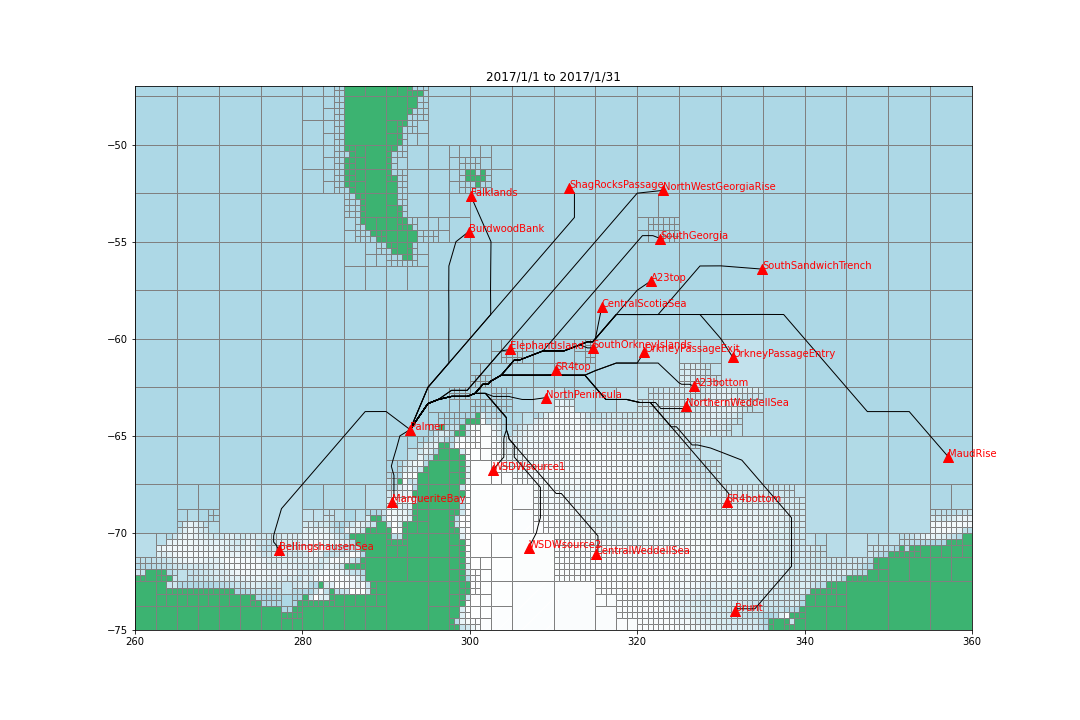 2017/1/1 to 2017/1/31
−50
−55
−60
−65
−70
−75
260
280
300
320
340
360
Falklands
ShagRocksPassage
NorthWestGeorgiaRise
BurdwoodBank
SouthGeorgia
SouthSandwichTrench
A23top
CentralScotiaSea
ElephantIsland
SouthOrkneyIslands
OrkneyPassageExit
OrkneyPassageEntry
SR4top
A23bottom
NorthPeninsula
NorthernWeddellSea
Palmer
MaudRise
WSDWsource1
MargueriteBay
SR4bottom
BellingshausenSea
WSDWsource2
CentralWeddellSea
Brunt